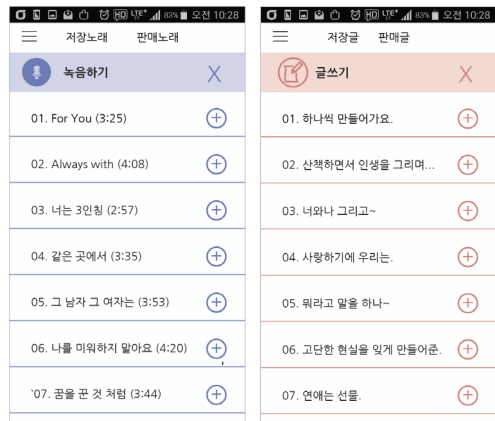 HD LTE 83% 오전 10:28
저장노래 판매노래
녹음하기 X
01. For You (3:25)
02. Always with (4:08)
03. 너는 3인칭 (2:57)
04. 같은 곳에서 (3:35)
05. 그 남자 그 여자는 (3:53)
06. 나를 미워하지 말아요 (4:20)
`07. 꿈을 꾼 것 처럼 (3:44)
HD LTE 83% 오전 10:28
저장글 판매글
글쓰기 X
01. 하나씩 만들어가요.
02. 산책하면서 인생을 그리며...
03. 너와나 그리고~
04. 사랑하기에 우리는.
05. 뭐라고 말을 하나~
06. 고단한 현실을 잊게 만들어준.
07. 연애는 선물.